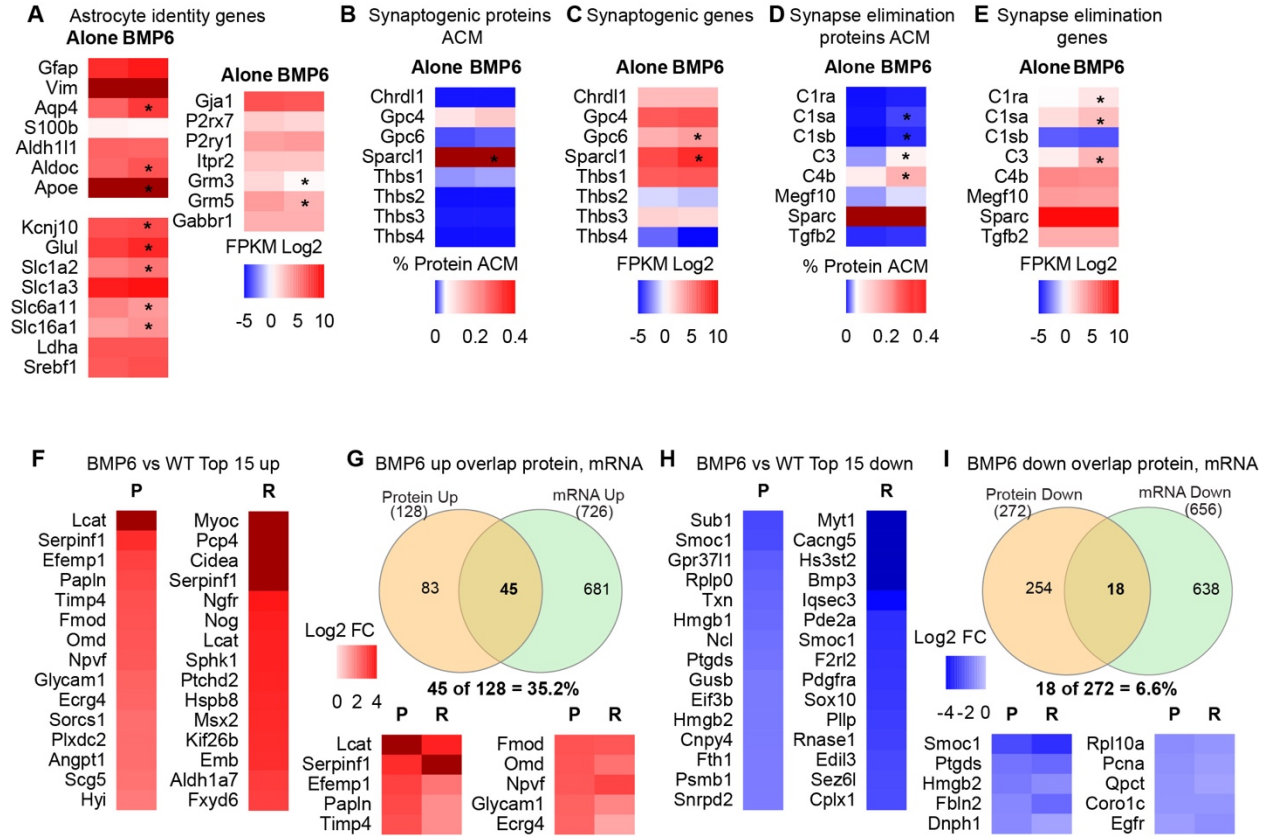 A Astrocyte identity genes
Alone BMP6
Gfap
Vim
Aqp4 *
S100b
Aldh1l1
Aldoc *
Apoe *
Kcnj10 *
Glul *
Slc1a2 *
Slc1a3
Slc6a11 *
Slc16a1 *
Ldha
Srebf1
Alone BMP6
Gja1
P2rx7
P2ry1
Itpr2
Grm3 *
Grm5 *
Gabbr1
FPKM Log2
-5 0 5 10
B Synaptogenic proteins
ACM
Alone BMP6
Chrdl1
Gpc4
Gpc6
Sparcl1 *
Thbs1
Thbs2
Thbs3
Thbs4
% Protein ACM
0 0.2 0.4
C Synaptogenic genes
Alone BMP6
Chrdl1
Gpc4
Gpc6 *
Sparcl1 *
Thbs1
Thbs2
Thbs3
Thbs4
FPKM Log2
-5 0 5 10
D Synapse elimination
proteins ACM
Alone BMP6
C1ra
C1sa *
C1sb *
C3 *
C4b *
Megf10
Sparc
Tgfb2
% Protein ACM
0 0.2 0.4
E Synapse elimination
genes
Alone BMP6
C1ra *
C1sa *
C1sb
C3 *
C4b
Megf10
Sparc
Tgfb2
FPKM Log2
-5 0 5 10
F BMP6 vs WT Top 15 up
P
Lcat
Serpinf1
Efemp1
Papln
Timp4
Fmod
Omd
Npvf
Glycam1
Ecrg4
Sorcs1
Plxdc2
Angpt1
Scg5
Hyi
R
Myoc
Pcp4
Cidea
Serpinf1
Ngfr
Nog
Lcat
Sphk1
Ptchd2
Hspb8
Msx2
Kif26b
Emb
Aldh1a7
Fxyd6
Log2 FC
0 2 4
G BMP6 up overlap protein, mRNA
Protein Up
(128)
mRNA Up
(726)
83 45 681
45 of 128 = 35.2%
P R
Lcat
Serpinf1
Efemp1
Papln
Timp4
P R
Fmod
Omd
Npvf
Glycam1
Ecrg4
H BMP6 vs WT Top 15 down
P
Sub1
Smoc1
Gpr37l1
Rplp0
Txn
Hmgb1
Ncl
Ptgds
Gusb
Eif3b
Hmgb2
Cnpy4
Fth1
Psmb1
Snrpd2
R
Myt1
Cacng5
Hs3st2
Bmp3
Iqsec3
Pde2a
Smoc1
F2rl2
Pdgfra
Sox10
Pllp
Rnase1
Edil3
Sez6l
Cplx1
Log2 FC
-4 -2 0
I BMP6 down overlap protein, mRNA
Protein Down
(272)
mRNA Down
(656)
254 18 638
18 of 272 = 6.6%
P R
Smoc1
Ptgds
Hmgb2
Fbln2
Dnph1
P R
Rpl10a
Pcna
Qpct
Coro1c
Egfr